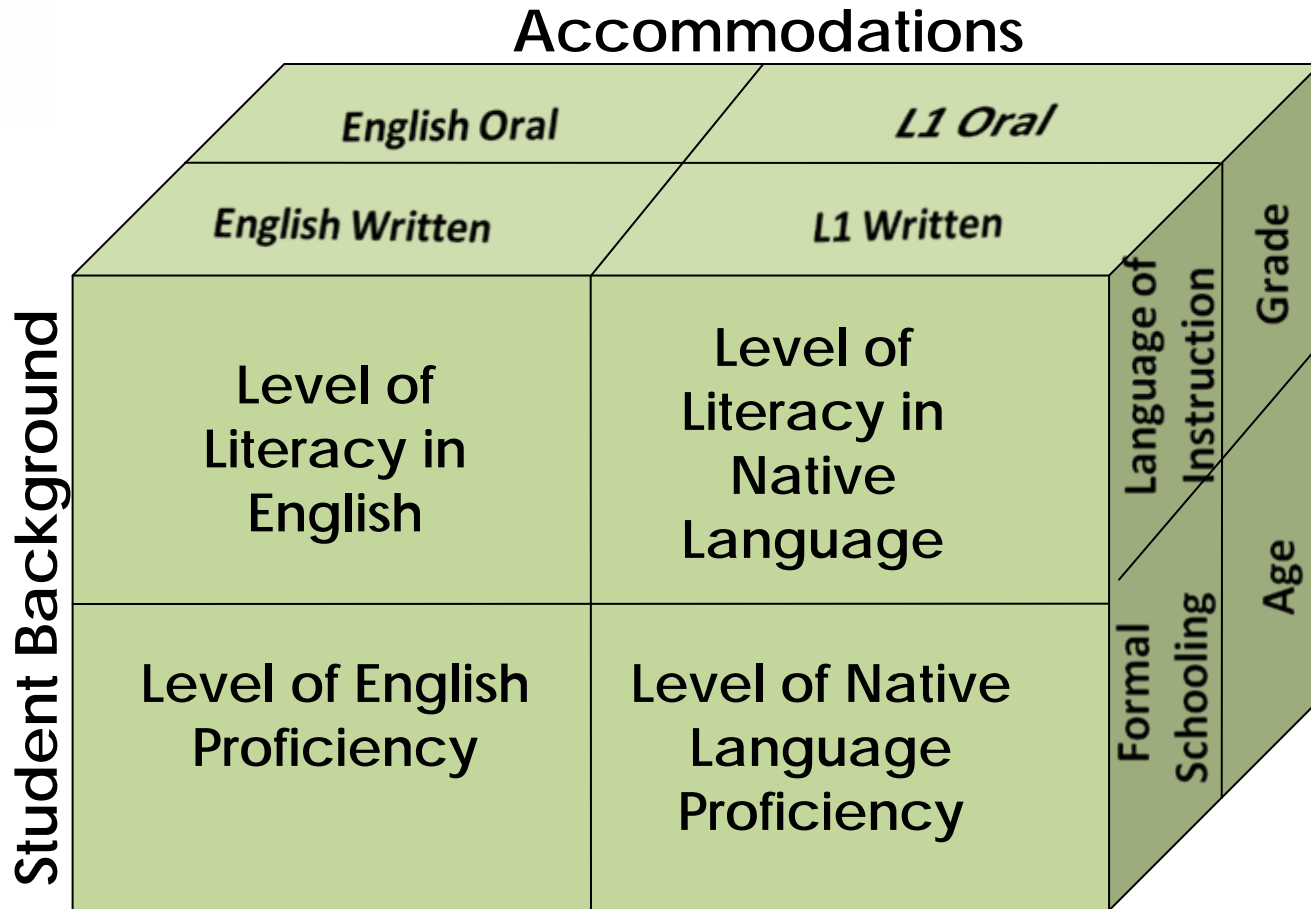 Accommodations
English Oral
L1 Oral
English Written
L1 Written
Student Background
Level of
Literacy in
English
Level of
Literacy in
Native
Language
Level of English
Proficiency
Level of Native
Language
Proficiency
Language of
Instruction
Grade
Formal
Schooling
Age